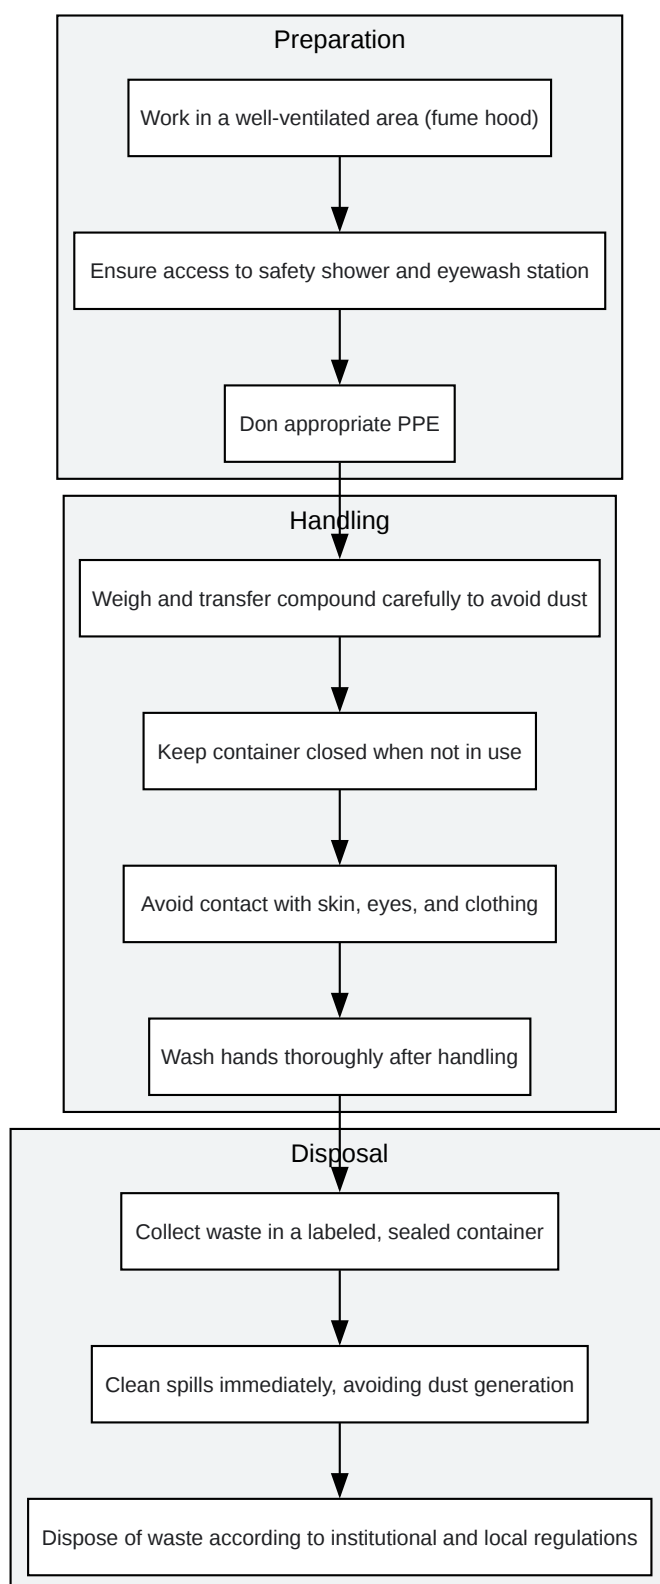 Preparation
Work in a well-ventilated area (fume hood)
Ensure access to safety shower and eyewash station
Don appropriate PPE
Handling
Weigh and transfer compound carefully to avoid dust
Keep container closed when not in use
Avoid contact with skin, eyes, and clothing
Wash hands thoroughly after handling
Disposal
Collect waste in a labeled, sealed container
Clean spills immediately, avoiding dust generation
Dispose of waste according to institutional and local regulations